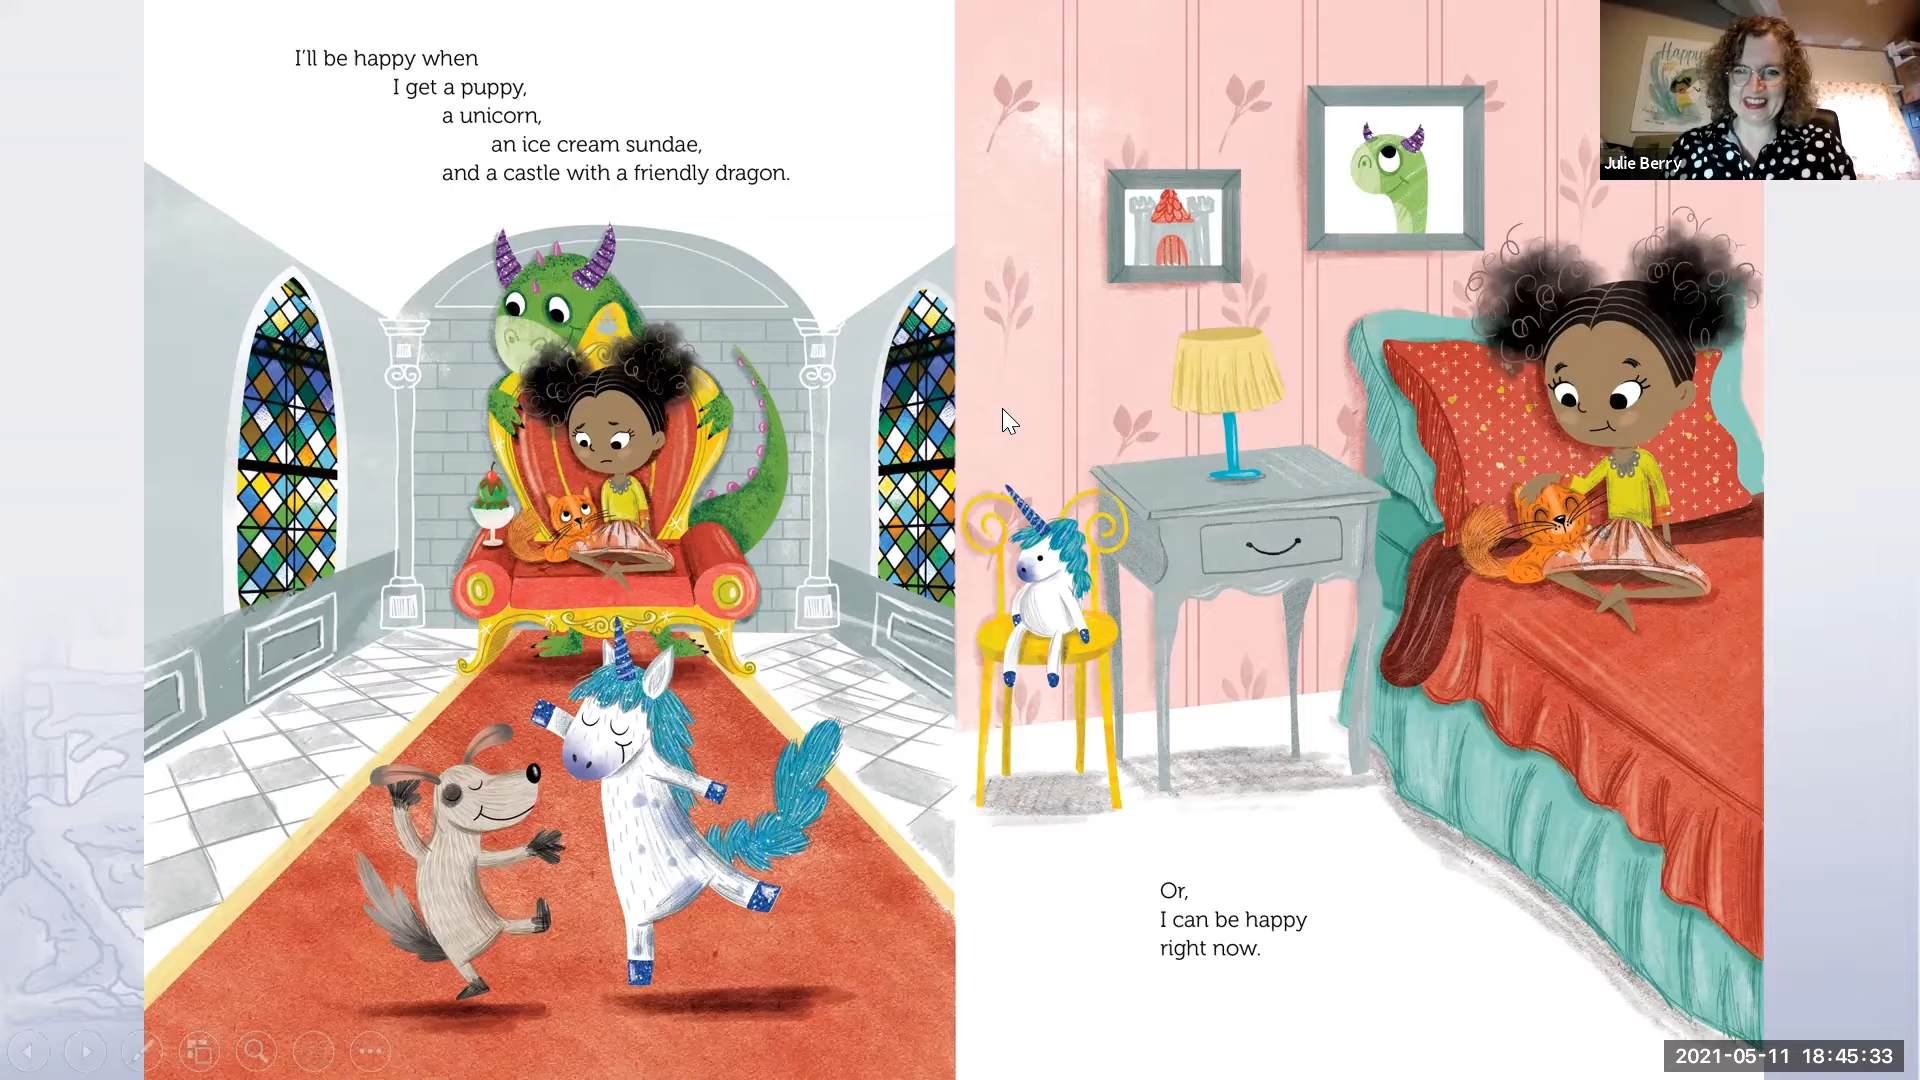 I'll be happy when
I get a puppy,
a unicorn,
an ice cream sundae,
and a castle with a friendly dragon.
Or,
I can be happy
right now.
Happy
Julie Berry
2021-05-11 18:45:33